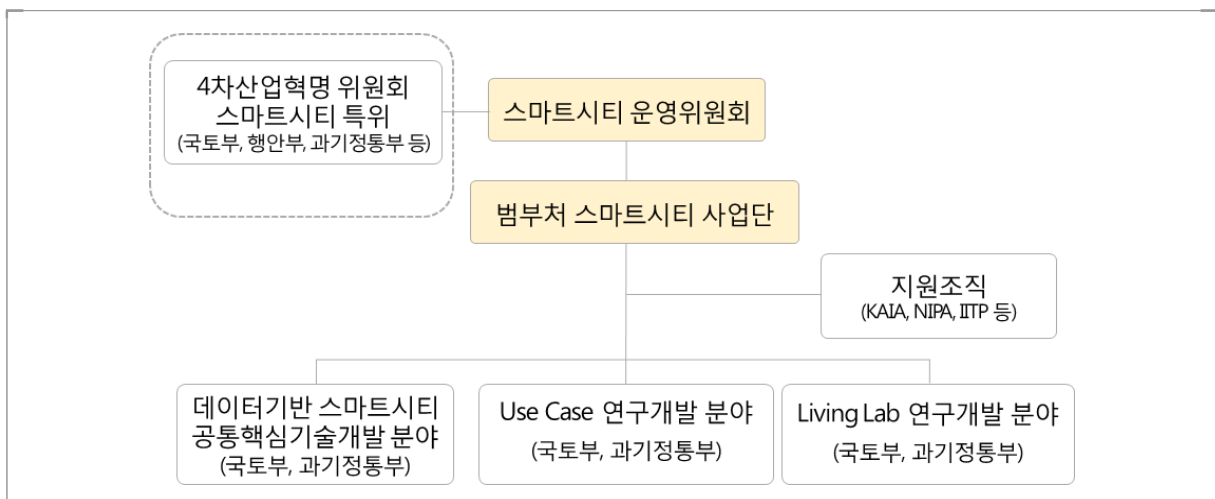 4차산업혁명 위원회
스마트시티 특위
(국토부, 행안부, 과기정통부 등)
스마트시티 운영위원회
범부처 스마트시티 사업단
지원조직
(KAIA, NIPA, IITP 등)
데이터기반 스마트시티
공통핵심기술개발 분야
(국토부, 과기정통부)
Use Case 연구개발 분야
(국토부, 과기정통부)
Living Lab 연구개발 분야
(국토부, 과기정통부)